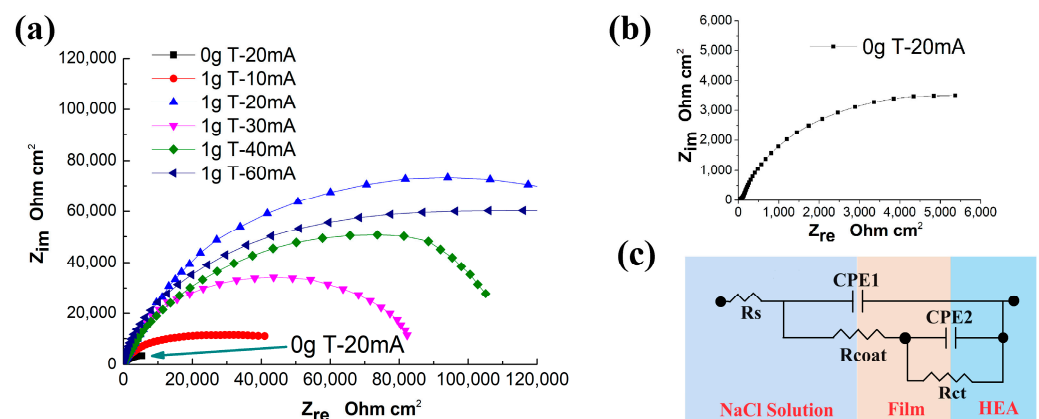 (a)
0g T-20mA
1g T-10mA
1g T-20mA
1g T-30mA
1g T-40mA
1g T-60mA
120,000
100,000
80,000
60,000
40,000
20,000
0
Zim Ohm cm²
0g T-20mA
0 20,000 40,000 60,000 80,000 100,000 120,000
Zre Ohm cm²
(b)
0g T-20mA
6,000
5,000
4,000
3,000
2,000
1,000
0
Zim Ohm cm²
0 1,000 2,000 3,000 4,000 5,000 6,000
Zre Ohm cm²
(c)
CPE1
Rs
CPE2
Rcoat
Rct
NaCl Solution Film HEA